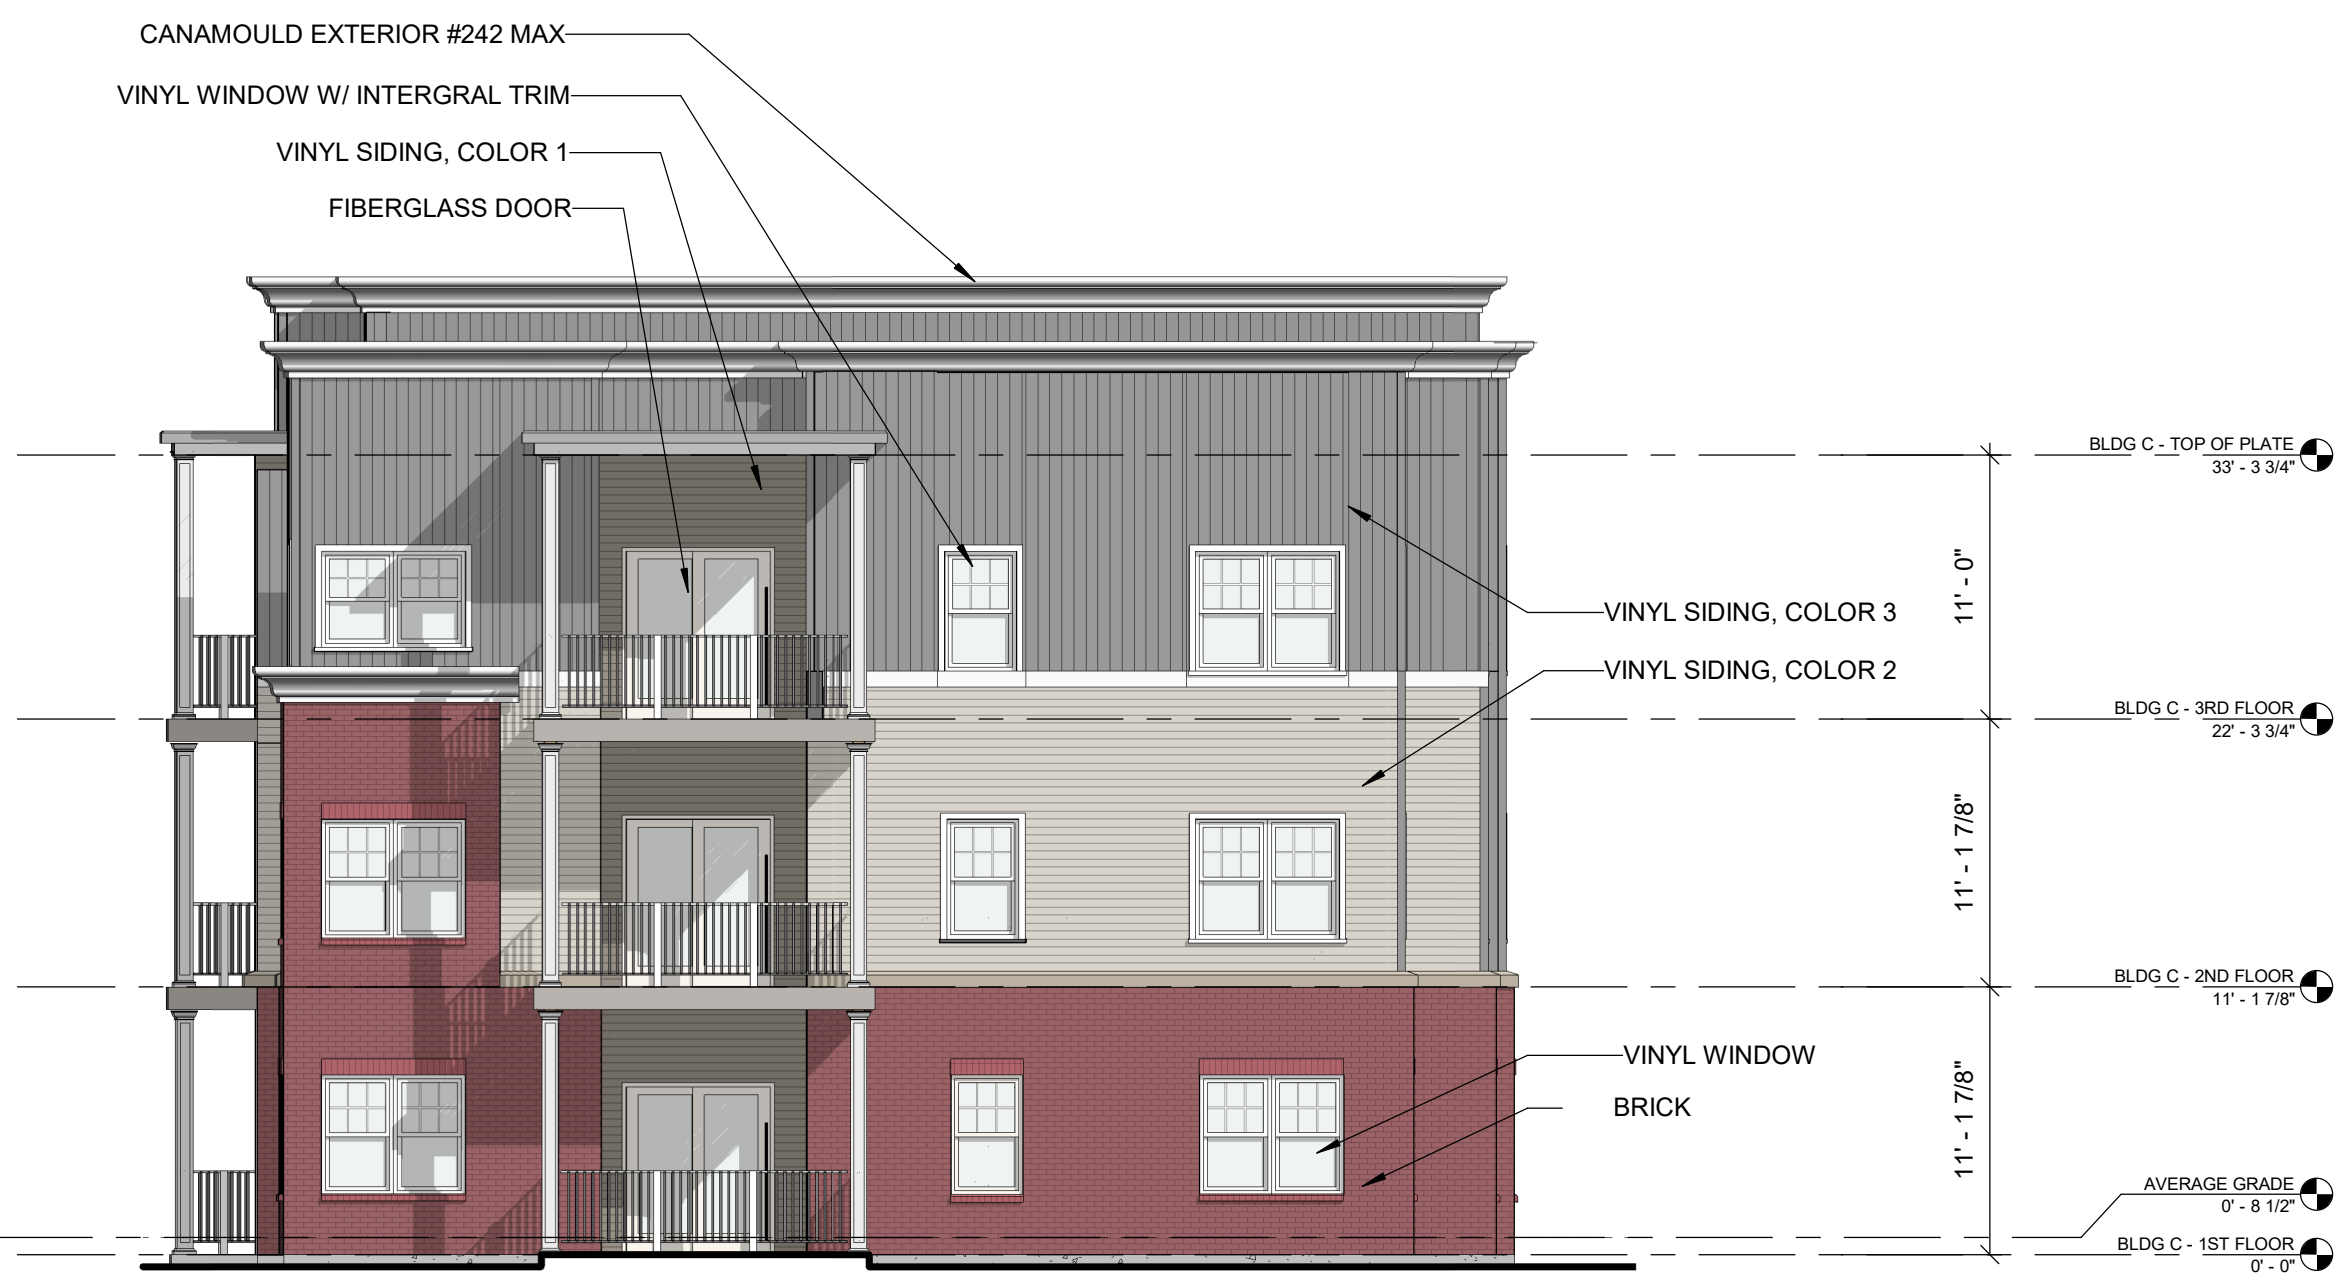 CANAMOULD EXTERIOR #242 MAX
VINYL WINDOW W/ INTERGRAL TRIM
VINYL SIDING, COLOR 1
FIBERGLASS DOOR
BLDG C - TOP OF PLATE
33' - 3 3/4"
11' - 0"
VINYL SIDING, COLOR 3
VINYL SIDING, COLOR 2
BLDG C - 3RD FLOOR
22' - 3 3/4"
11' - 1 7/8"
BLDG C - 2ND FLOOR
11' - 1 7/8"
VINYL WINDOW
BRICK
11' - 1 7/8"
AVERAGE GRADE
0' - 8 1/2"
BLDG C - 1ST FLOOR
0' - 0"